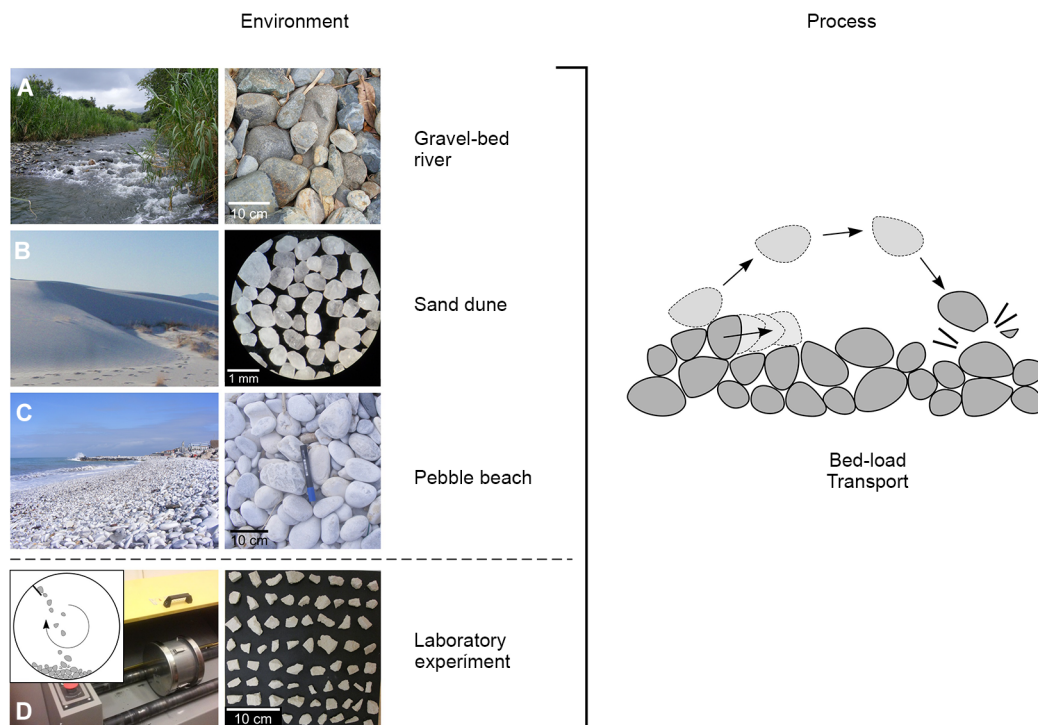 Environment
Process
A
10 cm
Gravel-bed
river
B
1 mm
Sand dune
C
10 cm
Pebble beach
Bed-load
Transport
D
10 cm
Laboratory
experiment